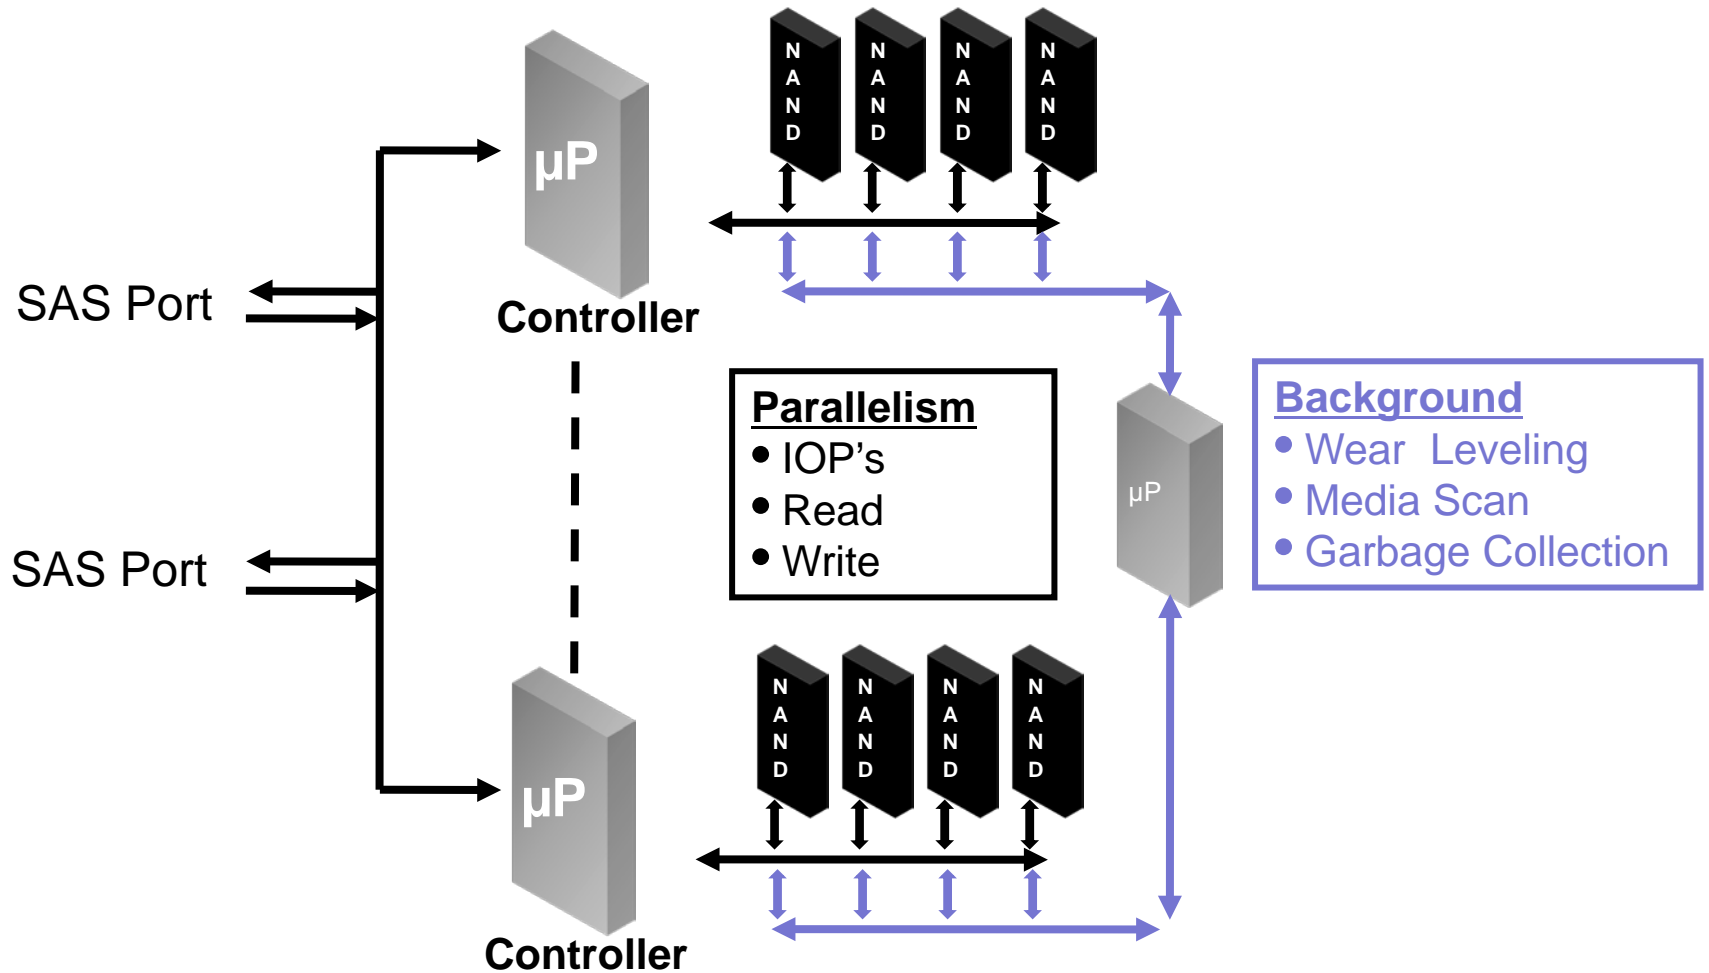 N
A
N
D
N
A
N
D
N
A
N
D
N
A
N
D
µP
SAS Port
Controller
Parallelism
• IOP's
• Read
• Write
µP
Background
• Wear  Leveling
• Media Scan
• Garbage Collection
SAS Port
N
A
N
D
N
A
N
D
N
A
N
D
N
A
N
D
µP
Controller